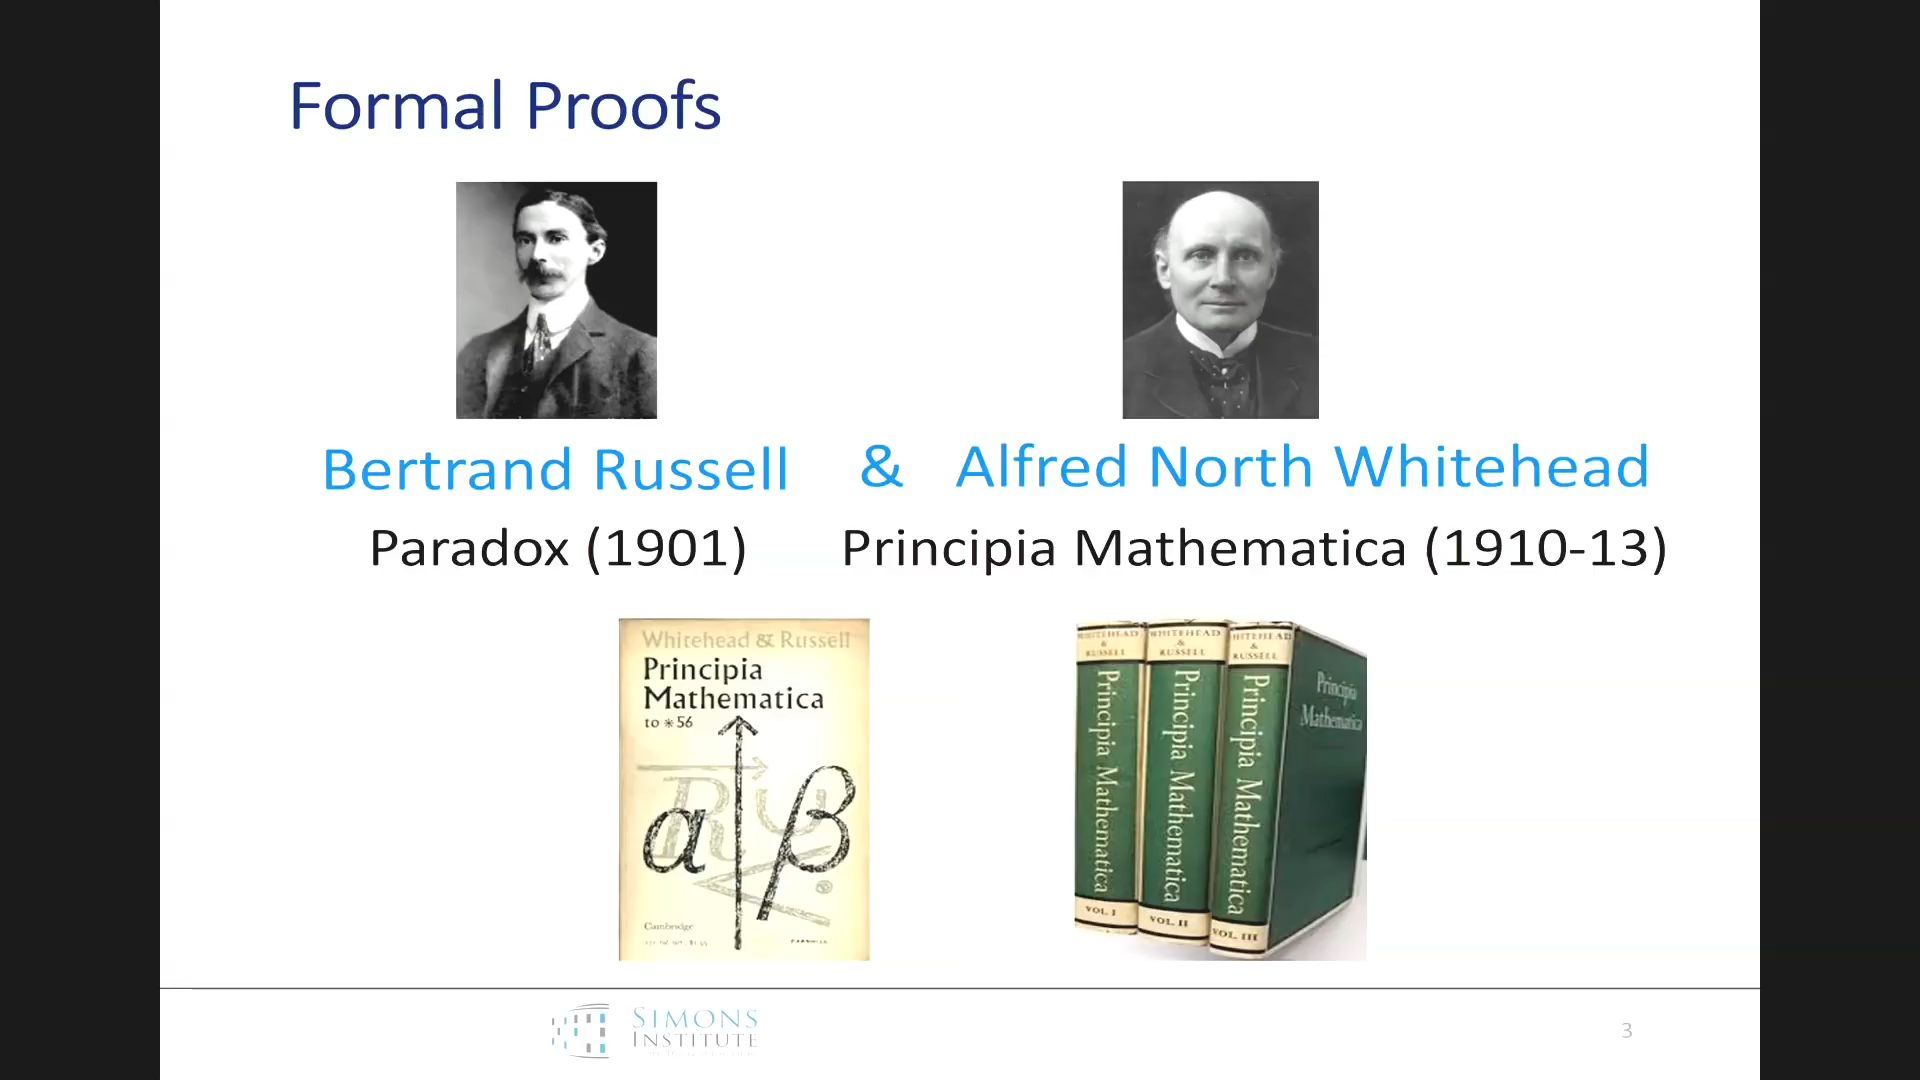 Formal Proofs
Bertrand Russell & Alfred North Whitehead
Paradox (1901) Principia Mathematica (1910-13)
Whitehead & Russell
Principia
Mathematica
to *56
α β
Cambridge
WHITEHEAD
&
RUSSELL
Principia Mathematica
VOL. I
WHITEHEAD
&
RUSSELL
Principia Mathematica
VOL. II
WHITEHEAD
&
RUSSELL
Principia Mathematica
VOL. III
Principia
Mathematica
SIMONS
INSTITUTE
3